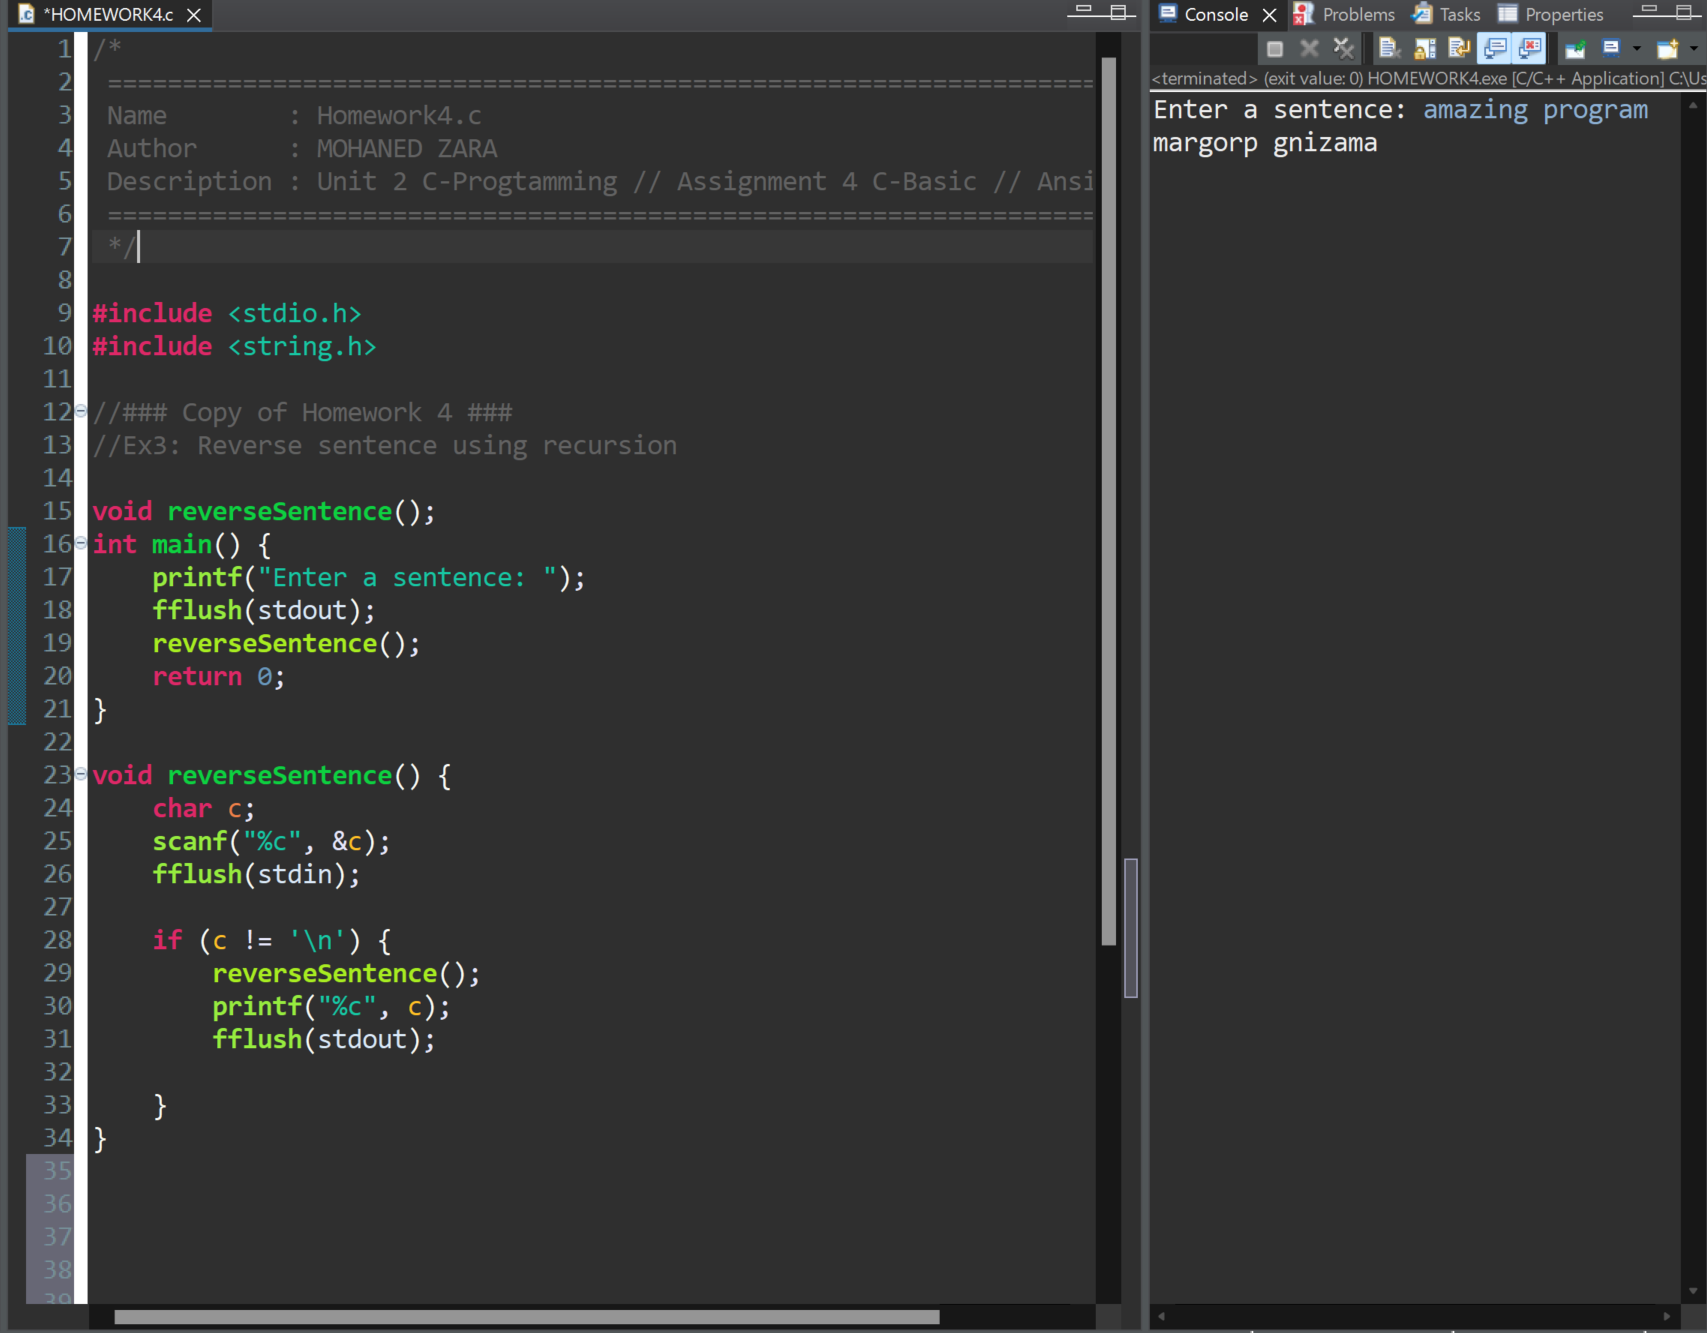 *HOMEWORK4.c
1 /*
2 ==================================================================
3 Name        : Homework4.c
4 Author      : MOHANED ZARA
5 Description : Unit 2 C-Progtamming // Assignment 4 C-Basic // Ansi
6 ==================================================================
7 */
8
9 #include <stdio.h>
10 #include <string.h>
11
12 //### Copy of Homework 4 ###
13 //Ex3: Reverse sentence using recursion
14
15 void reverseSentence();
16 int main() {
17     printf("Enter a sentence: ");
18     fflush(stdout);
19     reverseSentence();
20     return 0;
21 }
22
23 void reverseSentence() {
24     char c;
25     scanf("%c", &c);
26     fflush(stdin);
27
28     if (c != '\n') {
29         reverseSentence();
30         printf("%c", c);
31         fflush(stdout);
32
33     }
34 }
35
36
37
38
39
Console Problems Tasks Properties
<terminated> (exit value: 0) HOMEWORK4.exe [C/C++ Application] C:\Us
Enter a sentence: amazing program
margorp gnizama